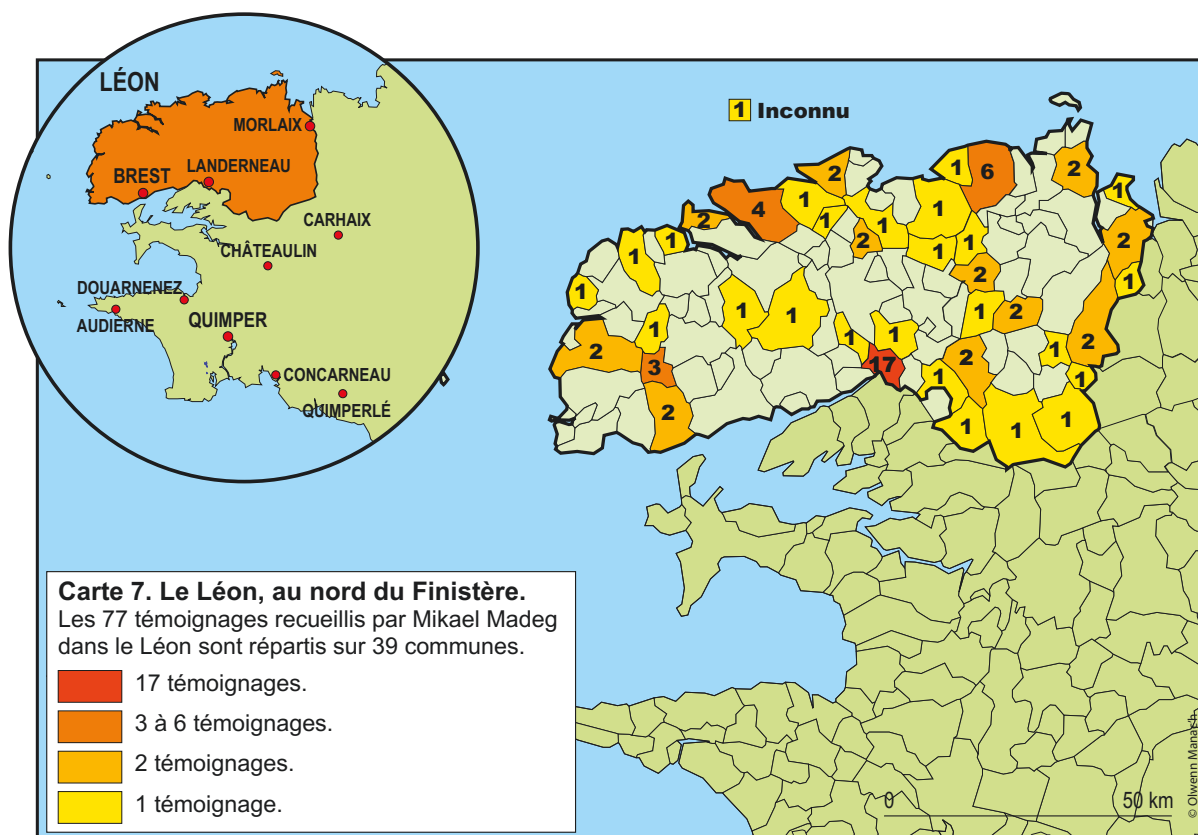 LÉON
MORLAIX
LANDERNEAU
BREST
CARHAIX
CHÂTEAULIN
DOUARNENEZ
AUDIERNE
QUIMPER
CONCARNEAU
QUIMPERLÉ
1 Inconnu
2 1 6 2
1
2 4 1 1 1 1 1
1 2 1 2
1 1
2 1
1 1 1 1 2
1 1 1 2
2 3 17 2 1
1 1
2 1 1 1
Carte 7. Le Léon, au nord du Finistère.
Les 77 témoignages recueillis par Mikael Madeg
dans le Léon sont répartis sur 39 communes.
17 témoignages.
3 à 6 témoignages.
2 témoignages.
1 témoignage.
0 50 km
© Olwenn Manac'h